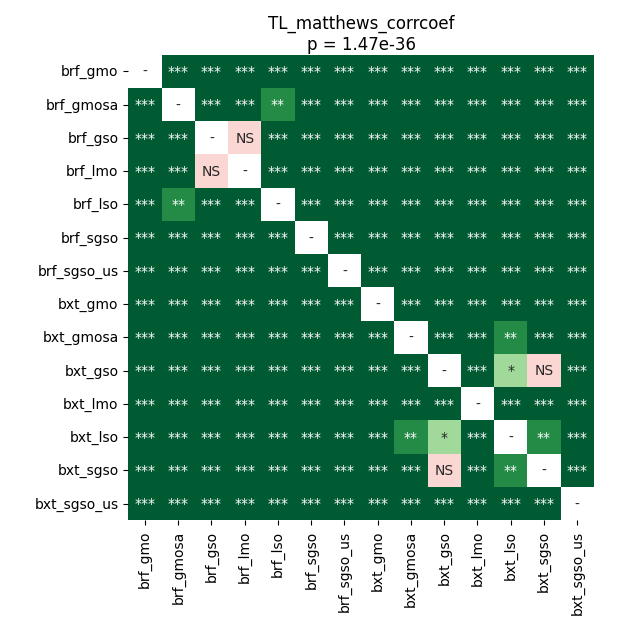 TL_matthews_corrcoef
p = 1.47e-36
brf_gmo - *** *** *** *** *** *** *** *** *** *** *** *** ***
brf_gmosa *** - *** *** ** *** *** *** *** *** *** *** *** ***
brf_gso *** *** - NS *** *** *** *** *** *** *** *** *** ***
brf_lmo *** *** NS - *** *** *** *** *** *** *** *** *** ***
brf_lso *** ** *** *** - *** *** *** *** *** *** *** *** ***
brf_sgso *** *** *** *** *** - *** *** *** *** *** *** *** ***
brf_sgso_us *** *** *** *** *** *** - *** *** *** *** *** *** ***
bxt_gmo *** *** *** *** *** *** *** - *** *** *** *** *** ***
bxt_gmosa *** *** *** *** *** *** *** *** - *** *** ** *** ***
bxt_gso *** *** *** *** *** *** *** *** *** - *** * NS ***
bxt_lmo *** *** *** *** *** *** *** *** *** *** - *** *** ***
bxt_lso *** *** *** *** *** *** *** *** ** * *** - ** ***
bxt_sgso *** *** *** *** *** *** *** *** *** NS *** ** - ***
bxt_sgso_us *** *** *** *** *** *** *** *** *** *** *** *** *** -
brf_gmo brf_gmosa brf_gso brf_lmo brf_lso brf_sgso brf_sgso_us bxt_gmo bxt_gmosa bxt_gso bxt_lmo bxt_lso bxt_sgso bxt_sgso_us